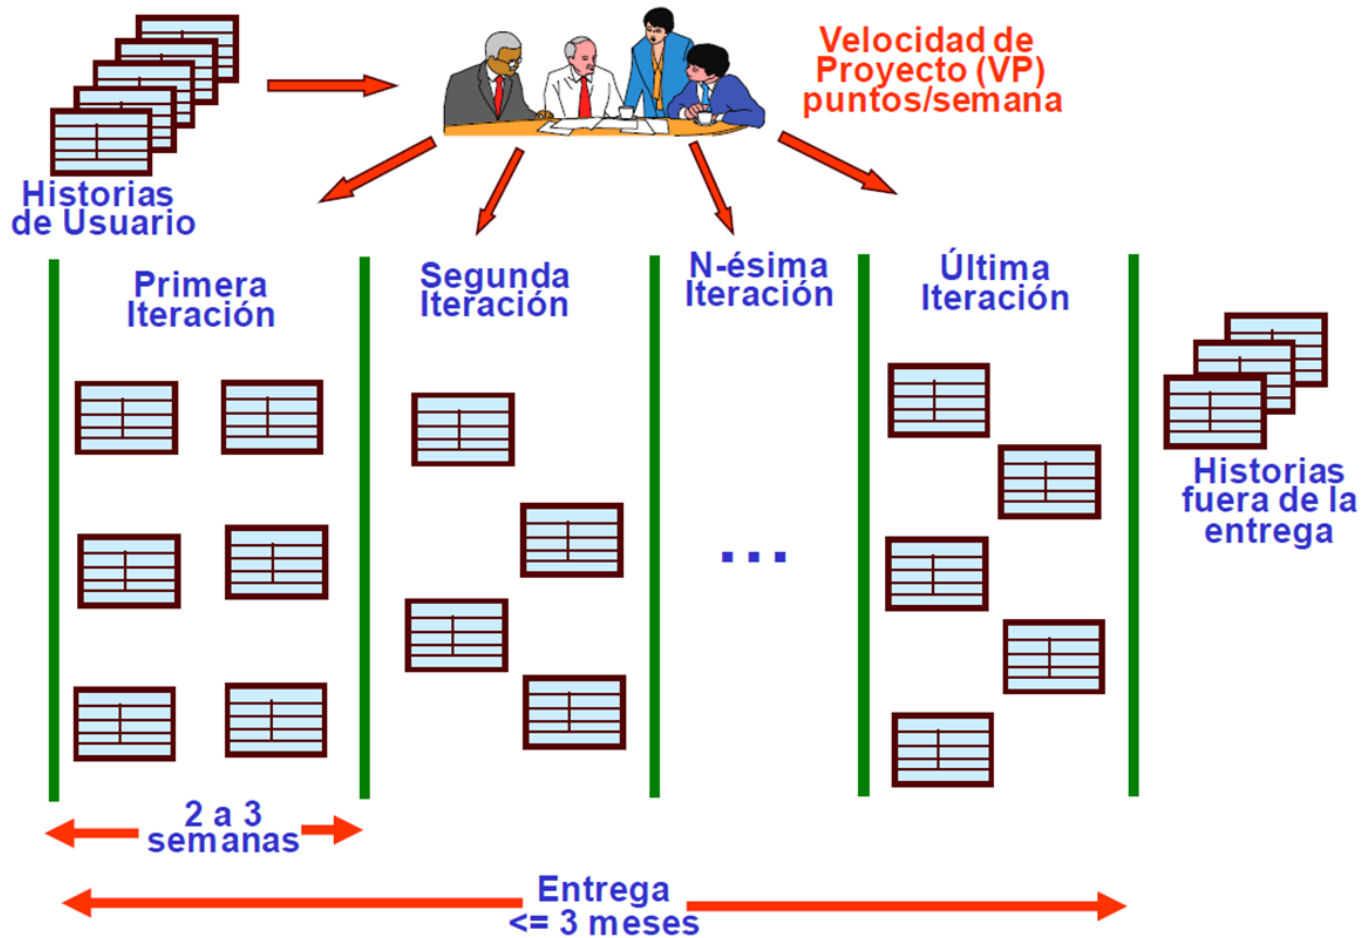 Velocidad de
Proyecto (VP)
puntos/semana
Historias
de Usuario
Primera
Iteración
Segunda
Iteración
N-ésima
Iteración
Última
Iteración
...
Historias
fuera de la
entrega
2 a 3
semanas
Entrega
<= 3 meses